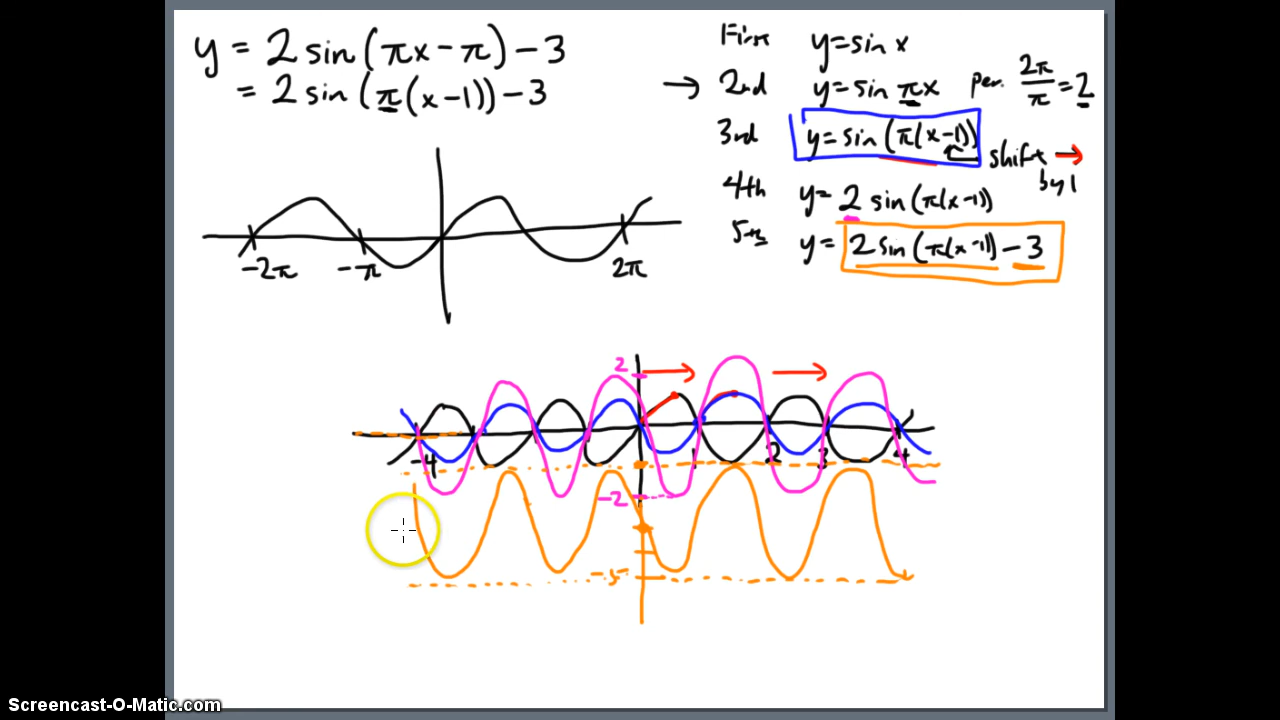 y = 2 sin (πx - π) - 3
= 2 sin (π(x-1)) - 3
First y = sin x
→ 2nd y = sin πx per. 2π/π = 2
3rd y = sin (π(x-1))
shift →
by 1
4th y = 2 sin (π(x-1))
5th y = 2 sin (π(x-1)) - 3
-2π -π 2π
2
-4 1 2 3 4
-2
-5
Screencast-O-Matic.com